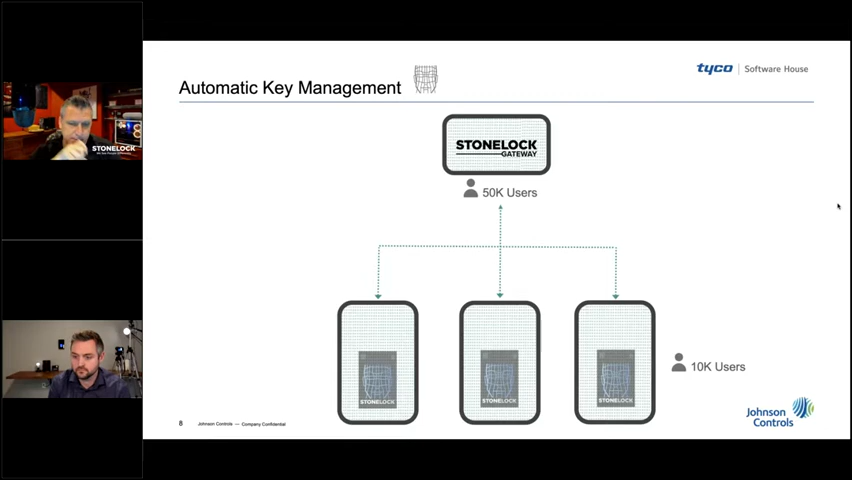 STONELOCK
Automatic Key Management
tyco | Software House
STONELOCK
GATEWAY
50K Users
STONELOCK
STONELOCK
STONELOCK
10K Users
8
Johnson Controls — Company Confidential
Johnson
Controls